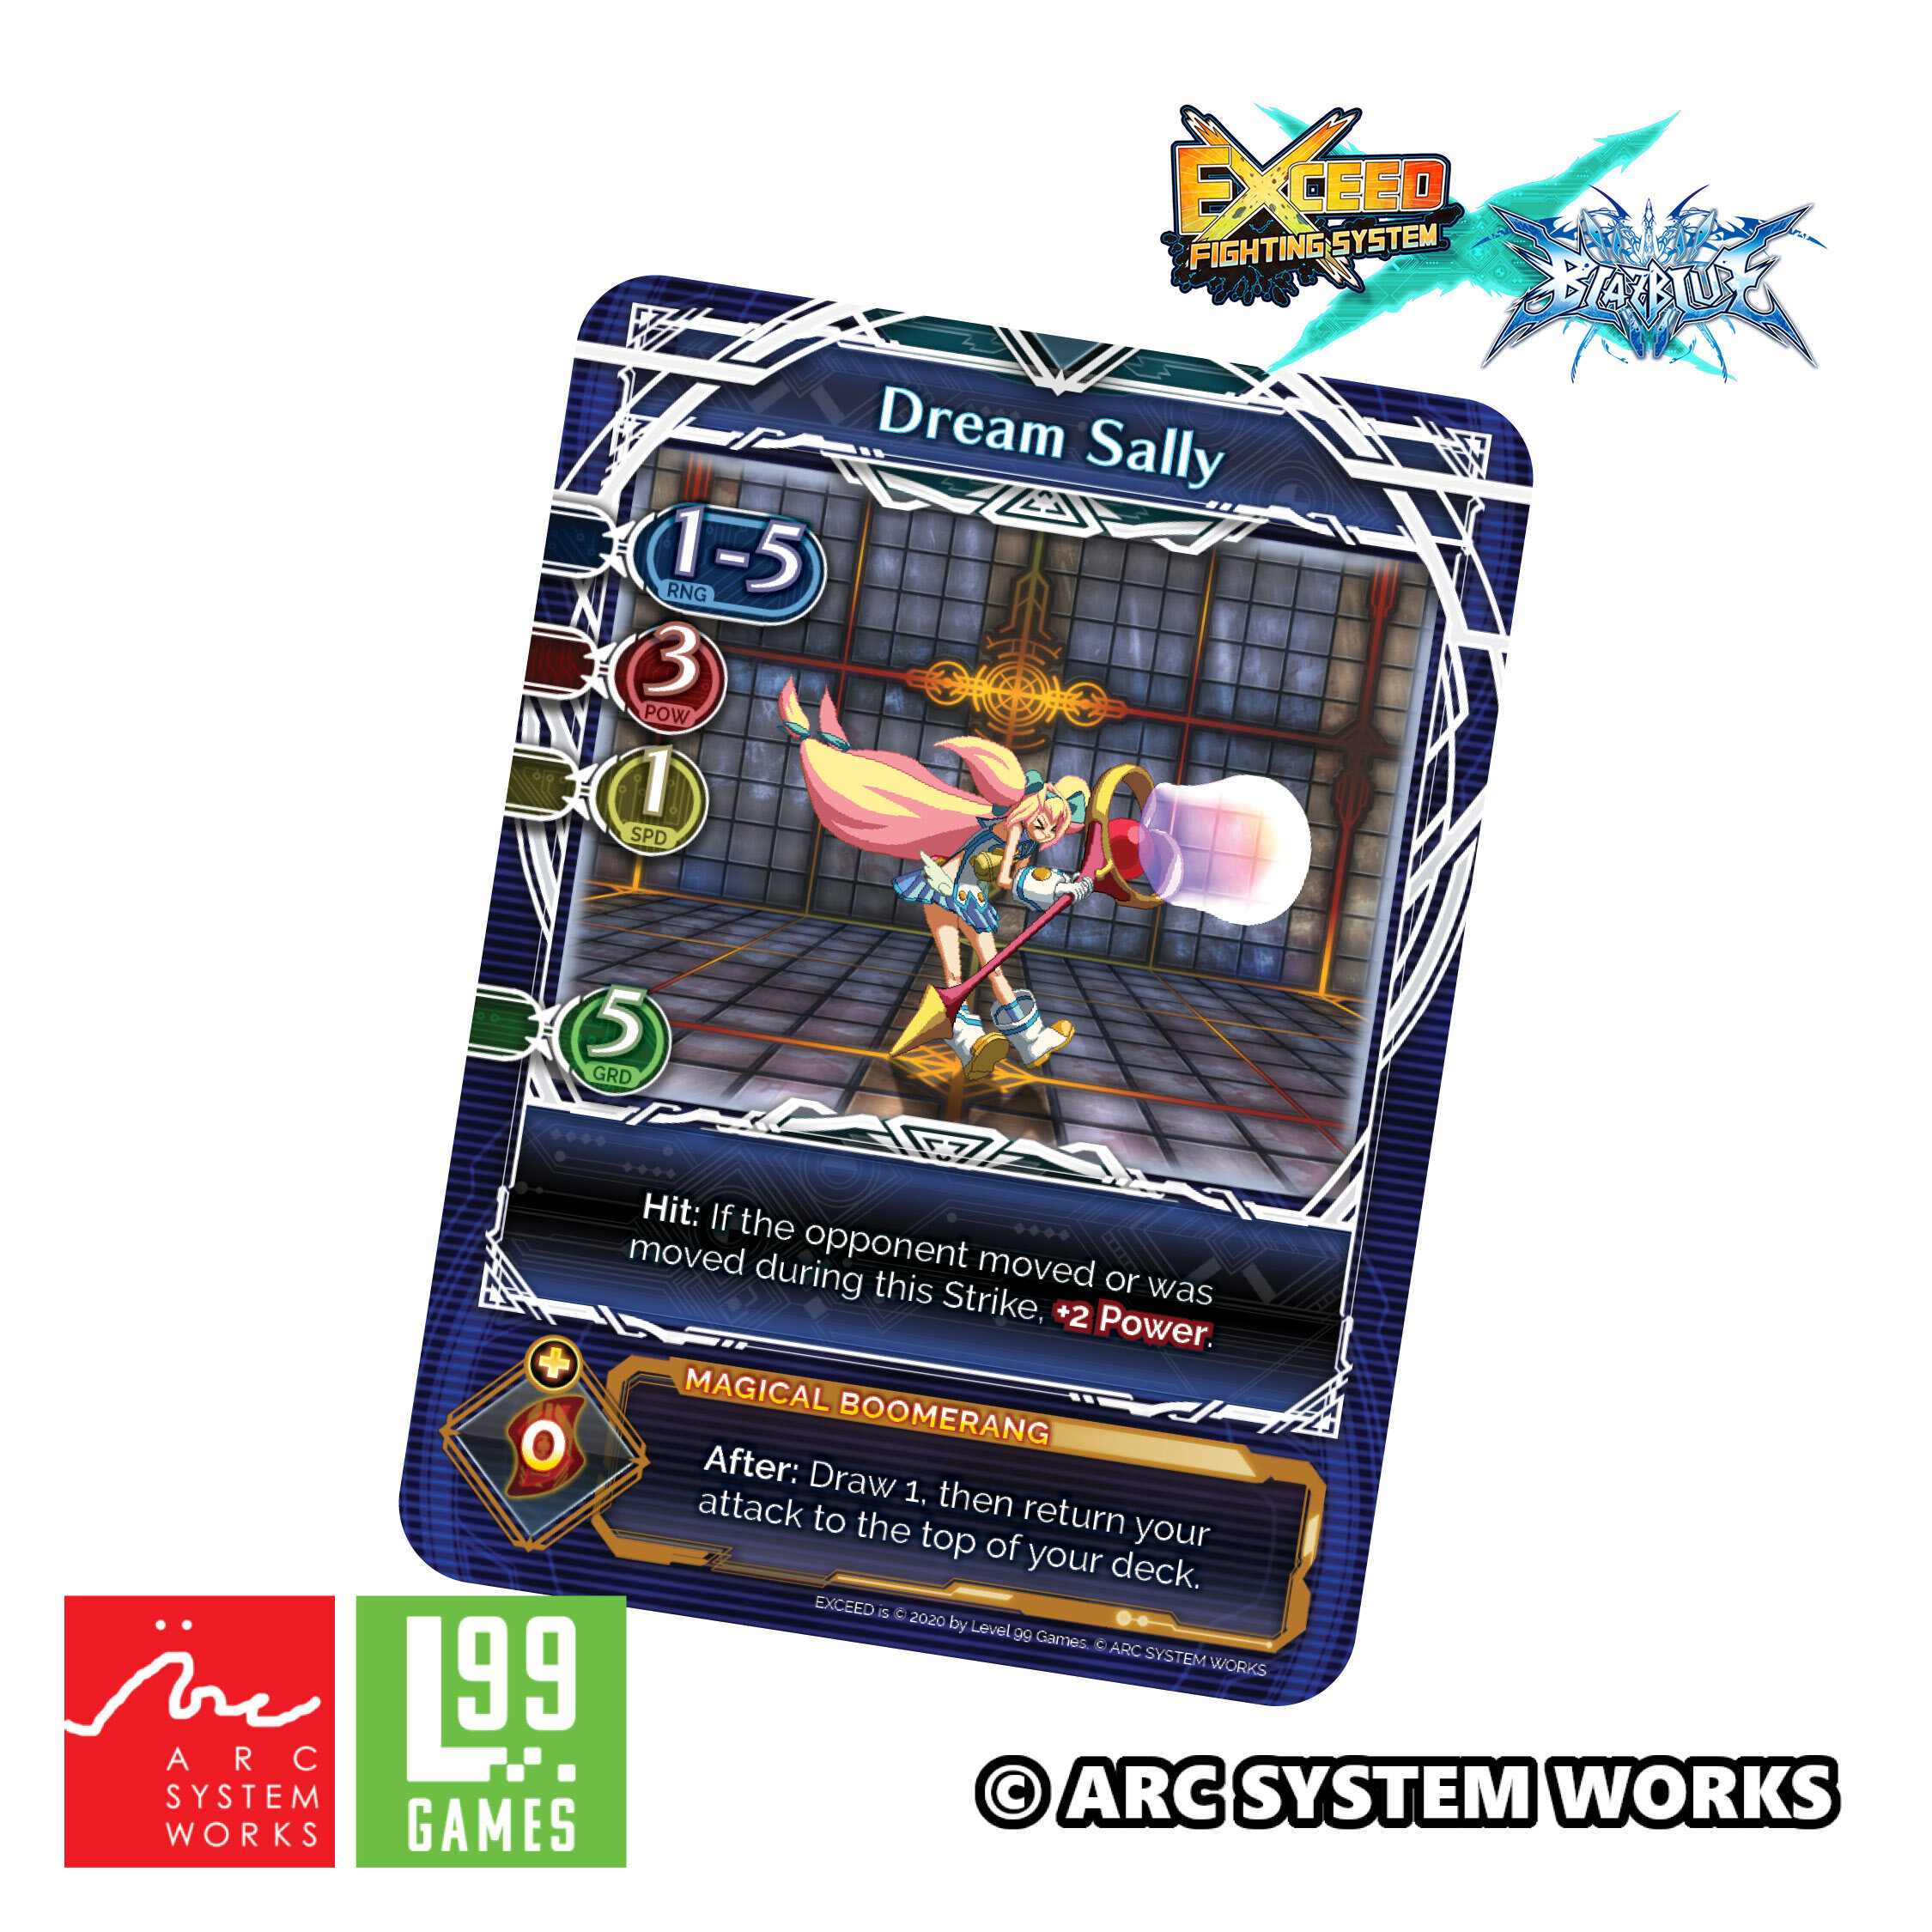 EXCEED
FIGHTING SYSTEM
BLAZBLUE
Dream Sally
1-5
RNG
3
POW
1
SPD
5
GRD
Hit: If the opponent moved or was
moved during this Strike, +2 Power.
+
0
MAGICAL BOOMERANG
After: Draw 1, then return your
attack to the top of your deck.
EXCEED is © 2020 by Level 99 Games. © ARC SYSTEM WORKS
Arc
ARC
SYSTEM
WORKS
L99
GAMES
© ARC SYSTEM WORKS